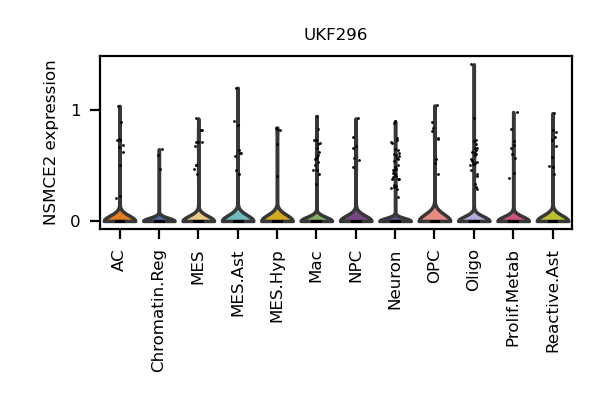 UKF296
NSMCE2 expression
1
0
AC
Chromatin.Reg
MES
MES.Ast
MES.Hyp
Mac
NPC
Neuron
OPC
Oligo
Prolif.Metab
Reactive.Ast